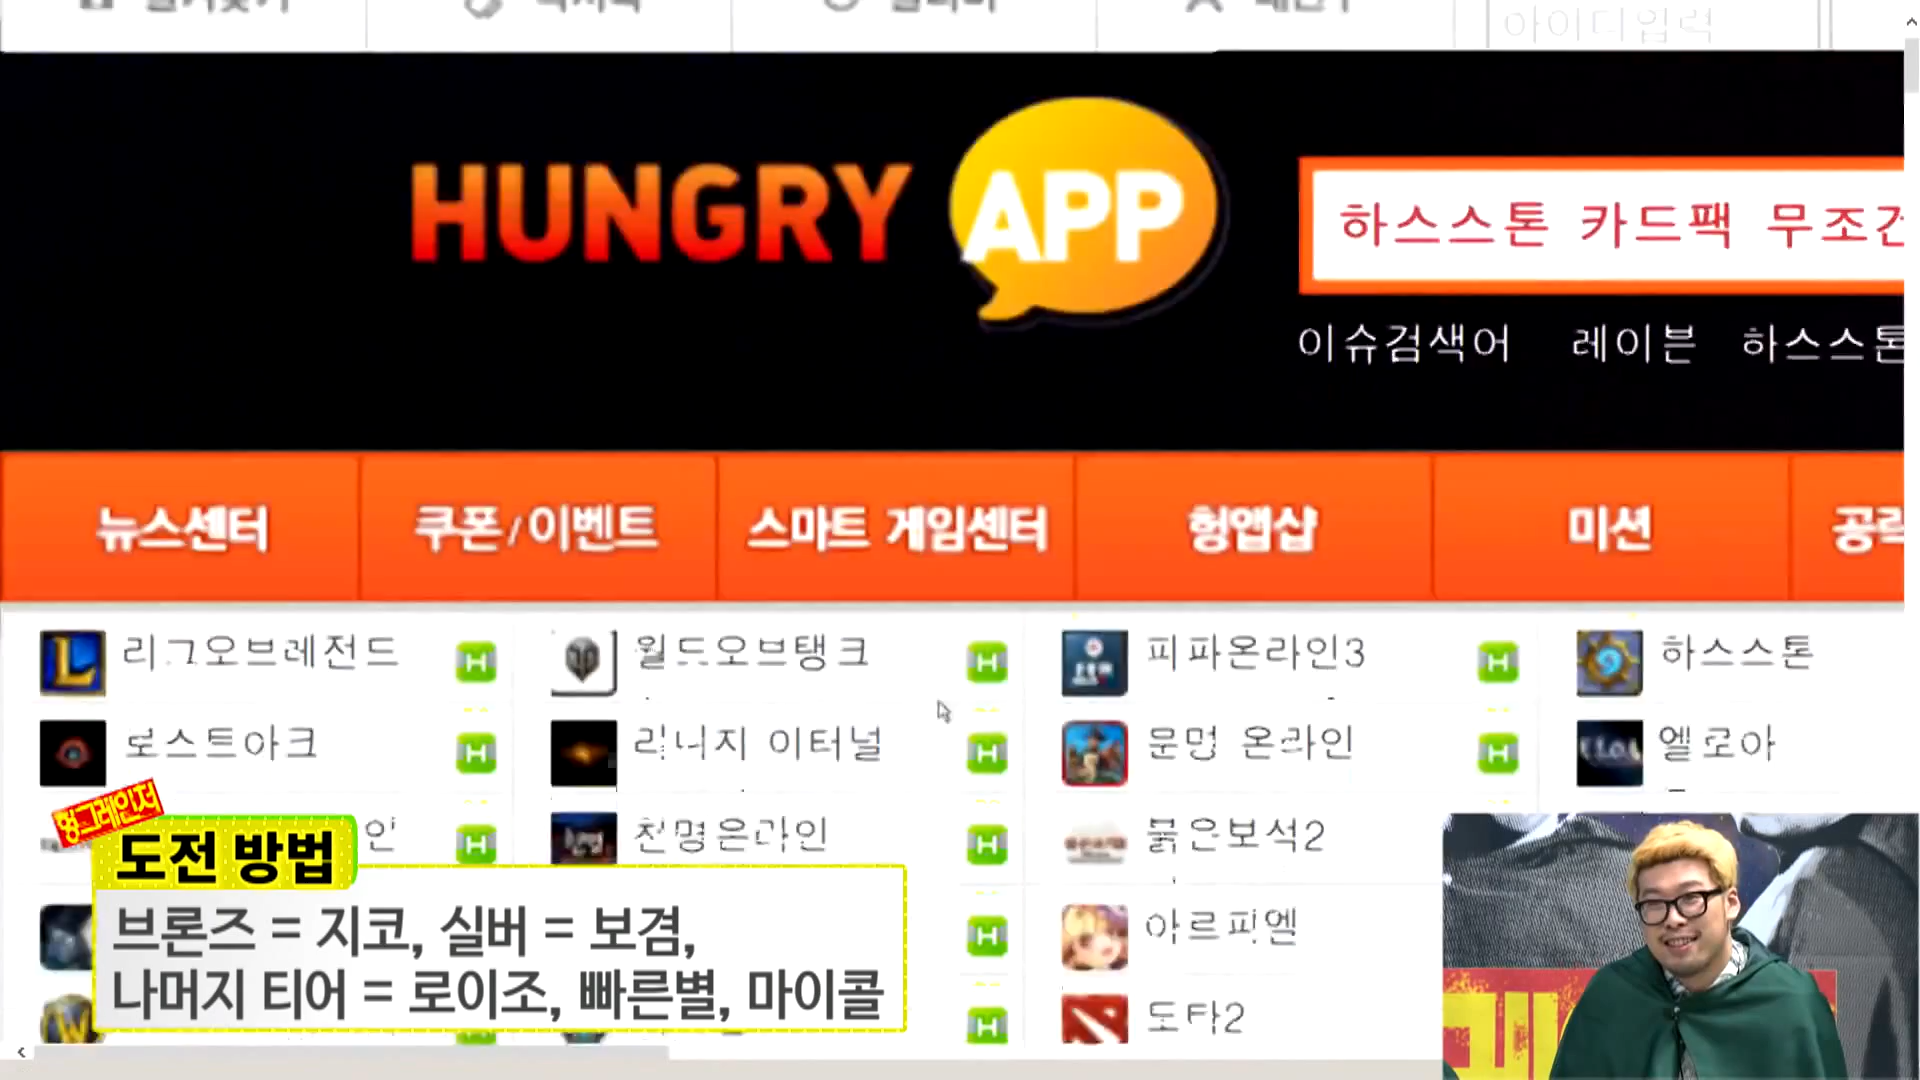 아이디입력
HUNGRY APP
하스스톤 카드팩 무조건
이슈검색어 레이븐 하스스톤
뉴스센터 쿠폰/이벤트 스마트 게임센터 헝앱샵 미션 공략
리그오브레전드 월드오브탱크 피파온라인3 하스스톤
로스트아크 리니지 이터널 문명 온라인 엘로아
인 천명온라인 붉은보석2
아르피엘
도타2
헝그레인저
도전 방법
브론즈 = 지코, 실버 = 보겸,
나머지 티어 = 로이조, 빠른별, 마이콜